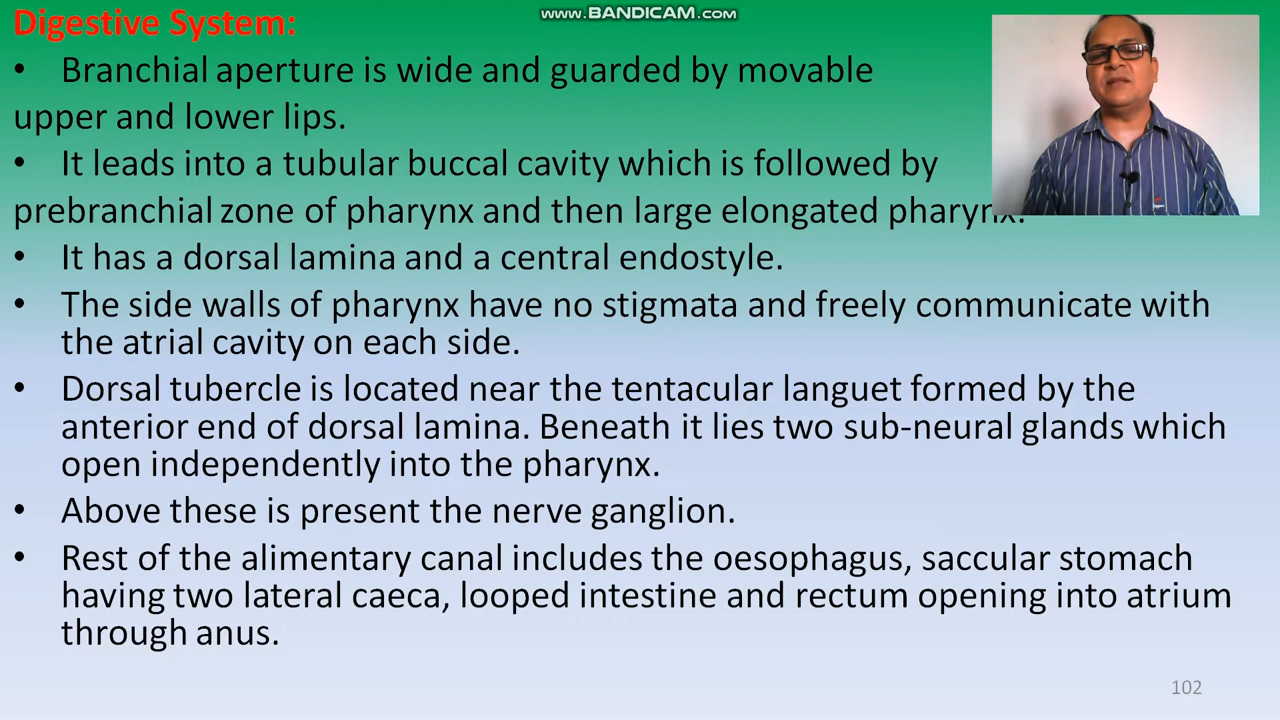 www.BANDICAM.com
Digestive System:
• Branchial aperture is wide and guarded by movable
upper and lower lips.
• It leads into a tubular buccal cavity which is followed by
prebranchial zone of pharynx and then large elongated pharynx.
• It has a dorsal lamina and a central endostyle.
• The side walls of pharynx have no stigmata and freely communicate with
the atrial cavity on each side.
• Dorsal tubercle is located near the tentacular languet formed by the
anterior end of dorsal lamina. Beneath it lies two sub-neural glands which
open independently into the pharynx.
• Above these is present the nerve ganglion.
• Rest of the alimentary canal includes the oesophagus, saccular stomach
having two lateral caeca, looped intestine and rectum opening into atrium
through anus.
102